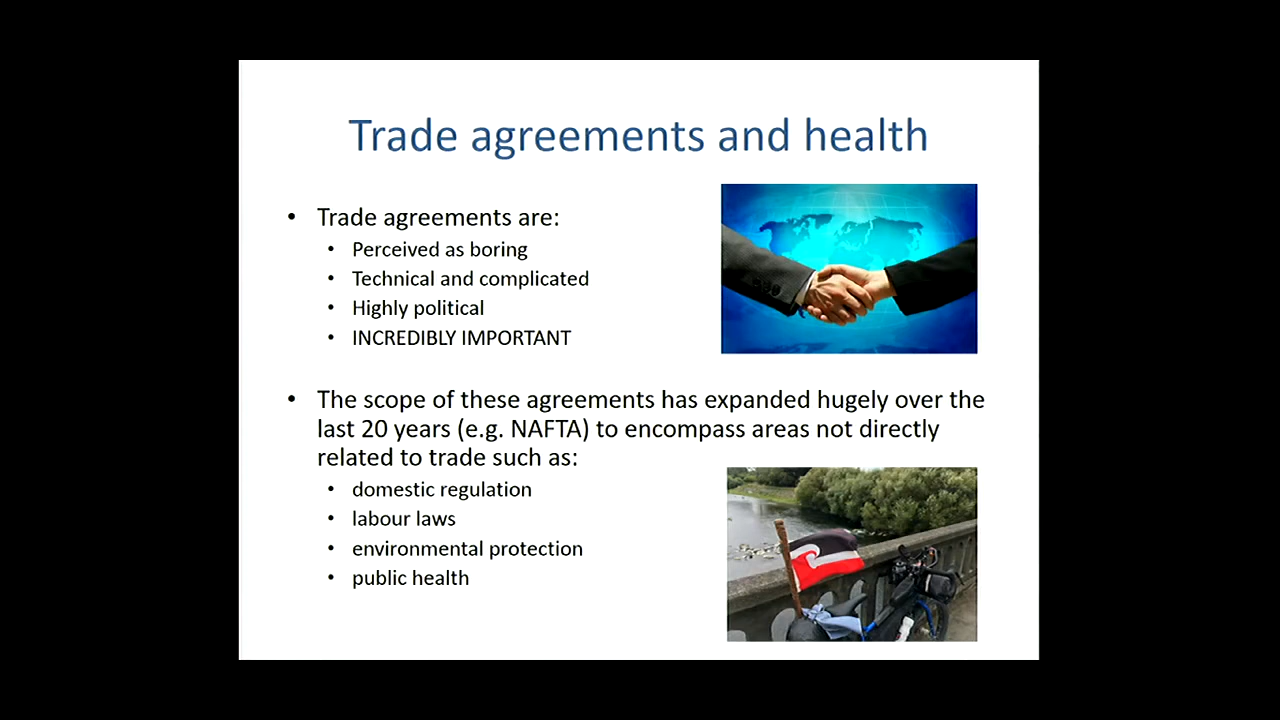 Trade agreements and health
• Trade agreements are:
• Perceived as boring
• Technical and complicated
• Highly political
• INCREDIBLY IMPORTANT
• The scope of these agreements has expanded hugely over the
last 20 years (e.g. NAFTA) to encompass areas not directly
related to trade such as:
• domestic regulation
• labour laws
• environmental protection
• public health